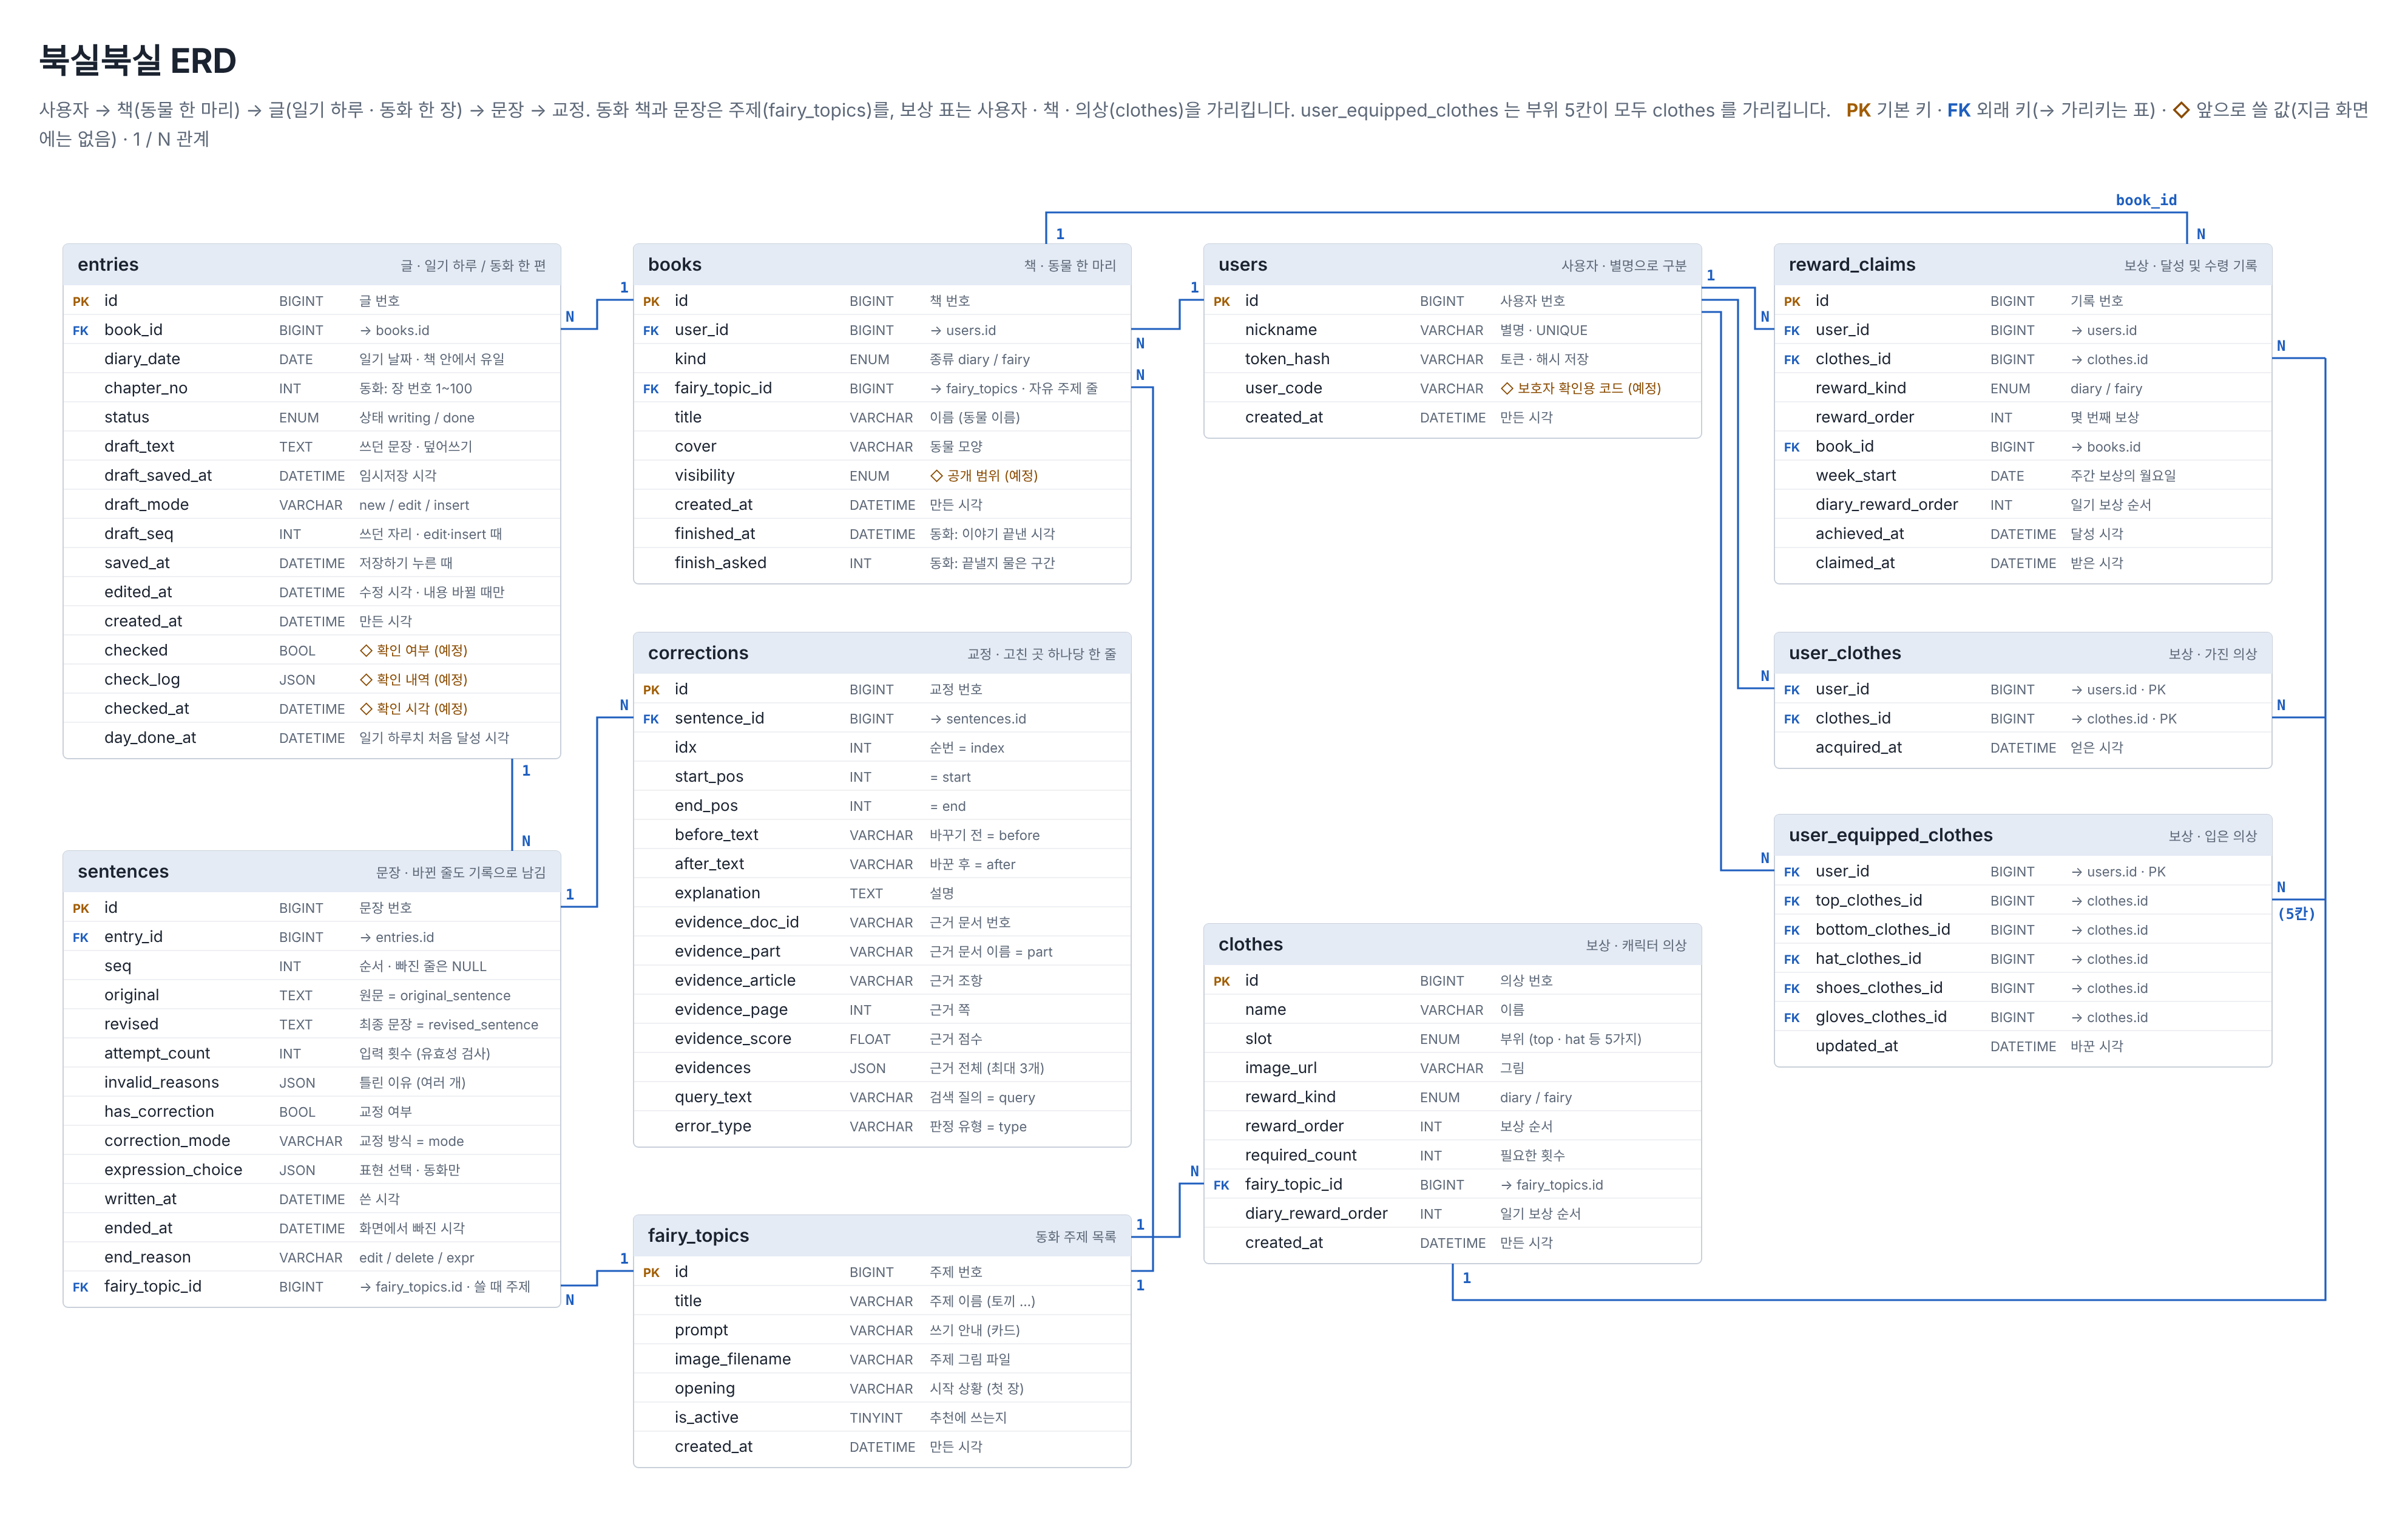 북실북실 ERD
사용자 → 책(동물 한 마리) → 글(일기 하루 · 동화 한 장) → 문장 → 교정. 동화 책과 문장은 주제(fairy_topics)를, 보상 표는 사용자 · 책 · 의상(clothes)을 가리킵니다. user_equipped_clothes 는 부위 5칸이 모두 clothes 를 가리킵니다. PK 기본 키 · FK 외래 키(→ 가리키는 표) · ◇ 앞으로 쓸 값(지금 화면
에는 없음) · 1 / N 관계
book_id
1
N
entries 글 · 일기 하루 / 동화 한 편
PK id BIGINT 글 번호
FK book_id BIGINT → books.id
diary_date DATE 일기 날짜 · 책 안에서 유일
chapter_no INT 동화: 장 번호 1~100
status ENUM 상태 writing / done
draft_text TEXT 쓰던 문장 · 덮어쓰기
draft_saved_at DATETIME 임시저장 시각
draft_mode VARCHAR new / edit / insert
draft_seq INT 쓰던 자리 · edit·insert 때
saved_at DATETIME 저장하기 누른 때
edited_at DATETIME 수정 시각 · 내용 바뀔 때만
created_at DATETIME 만든 시각
checked BOOL ◇ 확인 여부 (예정)
check_log JSON ◇ 확인 내역 (예정)
checked_at DATETIME ◇ 확인 시각 (예정)
day_done_at DATETIME 일기 하루치 처음 달성 시각
N
1
1
N
sentences 문장 · 바뀐 줄도 기록으로 남김
PK id BIGINT 문장 번호
FK entry_id BIGINT → entries.id
seq INT 순서 · 빠진 줄은 NULL
original TEXT 원문 = original_sentence
revised TEXT 최종 문장 = revised_sentence
attempt_count INT 입력 횟수 (유효성 검사)
invalid_reasons JSON 틀린 이유 (여러 개)
has_correction BOOL 교정 여부
correction_mode VARCHAR 교정 방식 = mode
expression_choice JSON 표현 선택 · 동화만
written_at DATETIME 쓴 시각
ended_at DATETIME 화면에서 빠진 시각
end_reason VARCHAR edit / delete / expr
FK fairy_topic_id BIGINT → fairy_topics.id · 쓸 때 주제
1
N
N
1
books 책 · 동물 한 마리
PK id BIGINT 책 번호
FK user_id BIGINT → users.id
kind ENUM 종류 diary / fairy
FK fairy_topic_id BIGINT → fairy_topics · 자유 주제 줄
title VARCHAR 이름 (동물 이름)
cover VARCHAR 동물 모양
visibility ENUM ◇ 공개 범위 (예정)
created_at DATETIME 만든 시각
finished_at DATETIME 동화: 이야기 끝낸 시각
finish_asked INT 동화: 끝낼지 물은 구간
1
N
N
corrections 교정 · 고친 곳 하나당 한 줄
PK id BIGINT 교정 번호
FK sentence_id BIGINT → sentences.id
idx INT 순번 = index
start_pos INT = start
end_pos INT = end
before_text VARCHAR 바꾸기 전 = before
after_text VARCHAR 바꾼 후 = after
explanation TEXT 설명
evidence_doc_id VARCHAR 근거 문서 번호
evidence_part VARCHAR 근거 문서 이름 = part
evidence_article VARCHAR 근거 조항
evidence_page INT 근거 쪽
evidence_score FLOAT 근거 점수
evidences JSON 근거 전체 (최대 3개)
query_text VARCHAR 검색 질의 = query
error_type VARCHAR 판정 유형 = type
fairy_topics 동화 주제 목록
PK id BIGINT 주제 번호
title VARCHAR 주제 이름 (토끼 ...)
prompt VARCHAR 쓰기 안내 (카드)
image_filename VARCHAR 주제 그림 파일
opening VARCHAR 시작 상황 (첫 장)
is_active TINYINT 추천에 쓰는지
created_at DATETIME 만든 시각
1
1
N
users 사용자 · 별명으로 구분
PK id BIGINT 사용자 번호
nickname VARCHAR 별명 · UNIQUE
token_hash VARCHAR 토큰 · 해시 저장
user_code VARCHAR ◇ 보호자 확인용 코드 (예정)
created_at DATETIME 만든 시각
1
N
N
N
clothes 보상 · 캐릭터 의상
PK id BIGINT 의상 번호
name VARCHAR 이름
slot ENUM 부위 (top · hat 등 5가지)
image_url VARCHAR 그림
reward_kind ENUM diary / fairy
reward_order INT 보상 순서
required_count INT 필요한 횟수
FK fairy_topic_id BIGINT → fairy_topics.id
diary_reward_order INT 일기 보상 순서
created_at DATETIME 만든 시각
1
reward_claims 보상 · 달성 및 수령 기록
PK id BIGINT 기록 번호
FK user_id BIGINT → users.id
FK clothes_id BIGINT → clothes.id
reward_kind ENUM diary / fairy
reward_order INT 몇 번째 보상
FK book_id BIGINT → books.id
week_start DATE 주간 보상의 월요일
diary_reward_order INT 일기 보상 순서
achieved_at DATETIME 달성 시각
claimed_at DATETIME 받은 시각
N
user_clothes 보상 · 가진 의상
FK user_id BIGINT → users.id · PK
FK clothes_id BIGINT → clothes.id · PK
acquired_at DATETIME 얻은 시각
N
user_equipped_clothes 보상 · 입은 의상
FK user_id BIGINT → users.id · PK
FK top_clothes_id BIGINT → clothes.id
FK bottom_clothes_id BIGINT → clothes.id
FK hat_clothes_id BIGINT → clothes.id
FK shoes_clothes_id BIGINT → clothes.id
FK gloves_clothes_id BIGINT → clothes.id
updated_at DATETIME 바꾼 시각
N
(5칸)